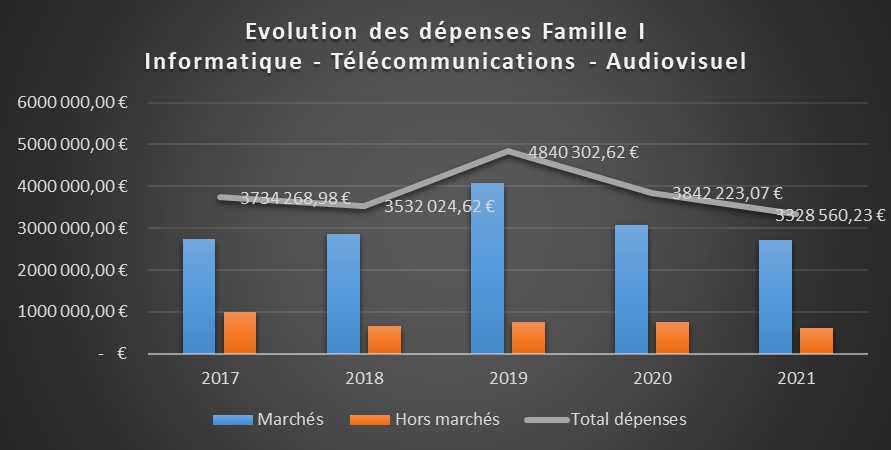 Evolution des dépenses Famille I
Informatique - Télécommunications - Audiovisuel
6000 000,00 €
5000 000,00 €
4000 000,00 €
3000 000,00 €
2000 000,00 €
1000 000,00 €
- €
3734 268,98 €
3532 024,62 €
4840 302,62 €
3842 223,07 €
3328 560,23 €
2017 2018 2019 2020 2021
Marchés Hors marchés Total dépenses